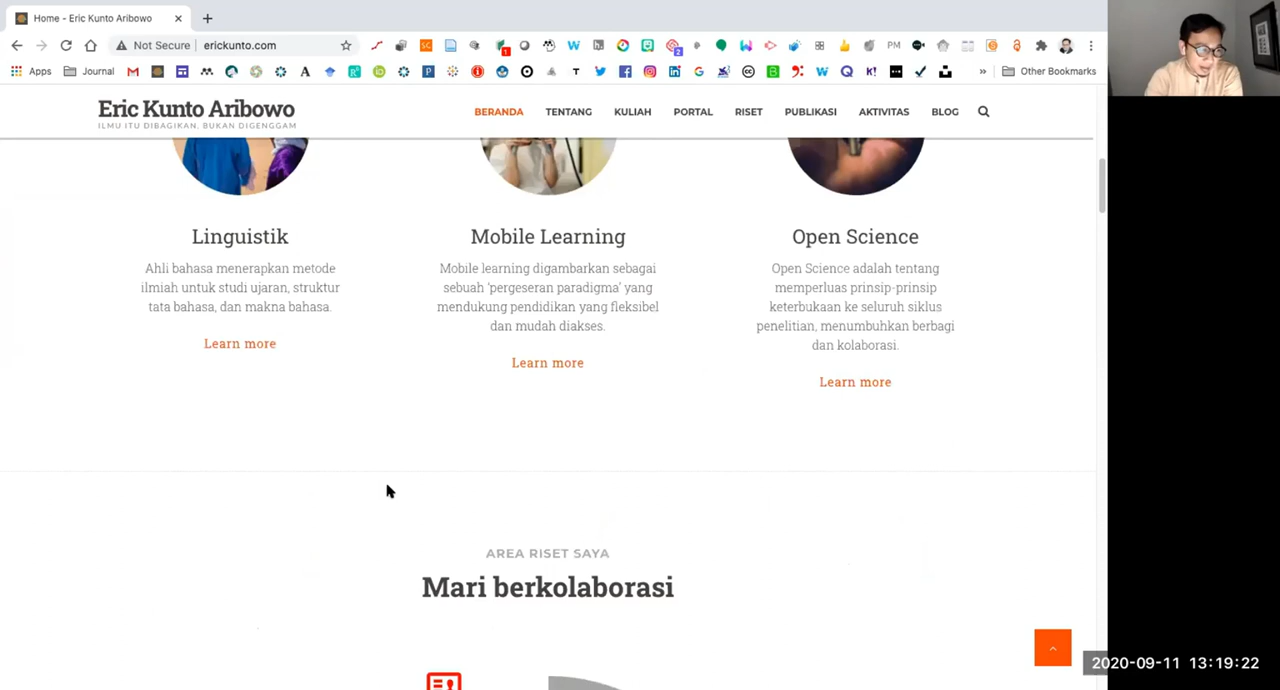 Home - Eric Kunto Aribowo
Not Secure
erickunto.com
Apps
Journal
Other Bookmarks
Eric Kunto Aribowo
ILMU ITU DIBAGIKAN, BUKAN DIGENGGAM
BERANDA
TENTANG
KULIAH
PORTAL
RISET
PUBLIKASI
AKTIVITAS
BLOG
Linguistik
Ahli bahasa menerapkan metode
ilmiah untuk studi ujaran, struktur
tata bahasa, dan makna bahasa.
Learn more
Mobile Learning
Mobile learning digambarkan sebagai
sebuah ‘pergeseran paradigma’ yang
mendukung pendidikan yang fleksibel
dan mudah diakses.
Learn more
Open Science
Open Science adalah tentang
memperluas prinsip-prinsip
keterbukaan ke seluruh siklus
penelitian, menumbuhkan berbagi
dan kolaborasi.
Learn more
AREA RISET SAYA
Mari berkolaborasi
2020-09-11 13:19:22